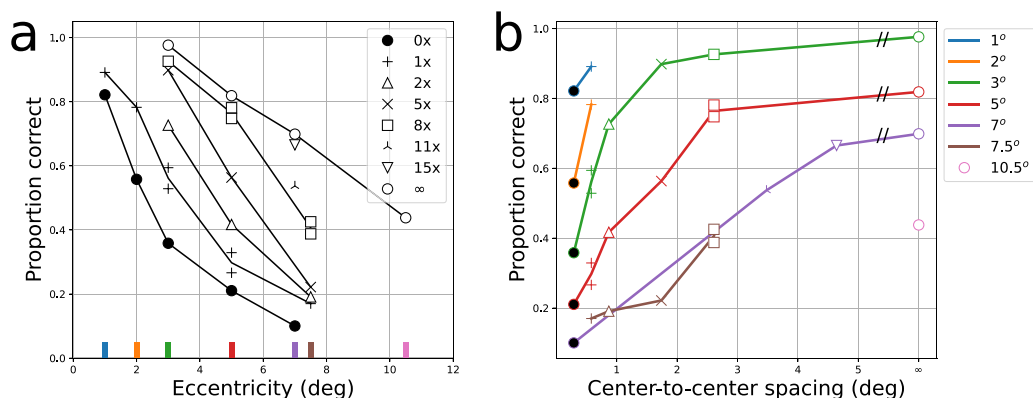 a
1.0
0.8
0.6
0.4
0.2
0.0
0 2 4 6 8 10 12
Proportion correct
Eccentricity (deg)
0x
1x
2x
5x
8x
11x
15x
∞
b
1.0
0.8
0.6
0.4
0.2
1 2 3 4 5 ∞
Proportion correct
Center-to-center spacing (deg)
//
//
//
1°
2°
3°
5°
7°
7.5°
10.5°